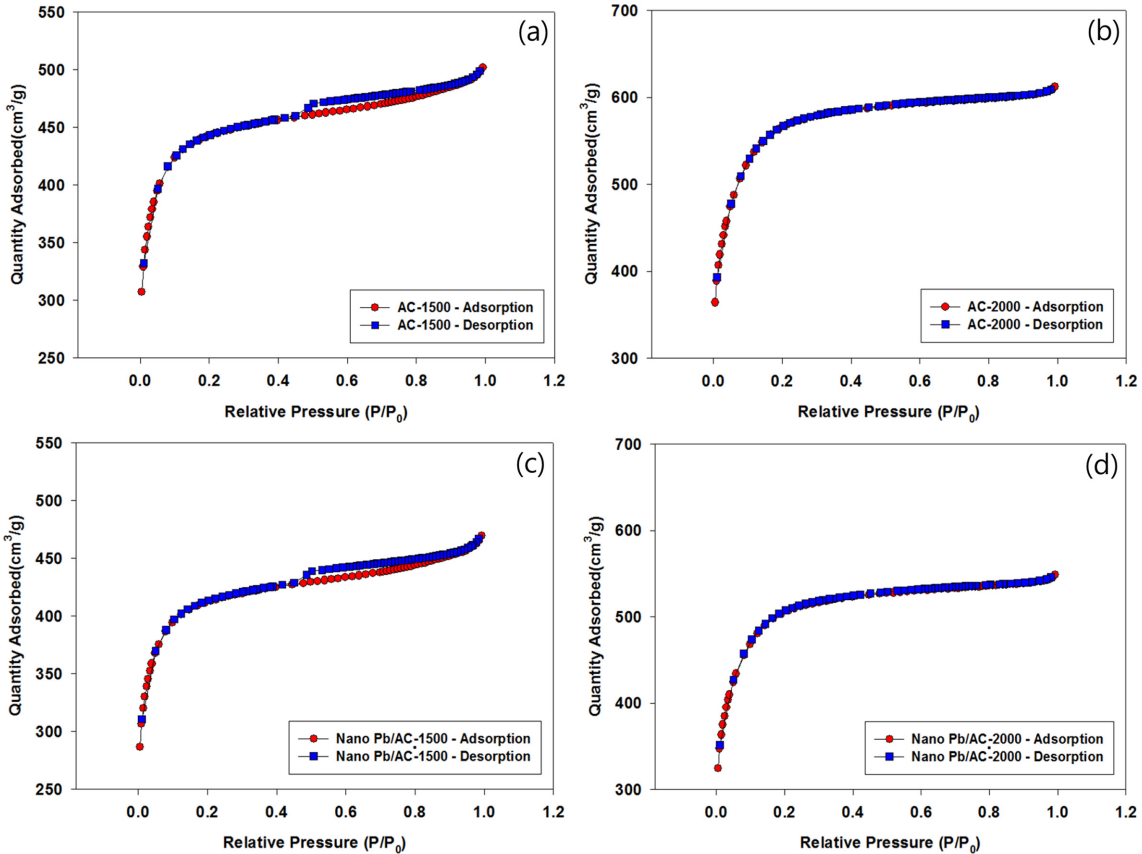 (a)
550
500
450
400
350
300
250
Quantity Adsorbed(cm³/g)
AC-1500 - Adsorption
AC-1500 - Desorption
0.0 0.2 0.4 0.6 0.8 1.0 1.2
Relative Pressure (P/P₀)
(b)
700
600
500
400
300
Quantity Adsorbed(cm³/g)
AC-2000 - Adsorption
AC-2000 - Desorption
0.0 0.2 0.4 0.6 0.8 1.0 1.2
Relative Pressure (P/P₀)
(c)
550
500
450
400
350
300
250
Quantity Adsorbed(cm³/g)
Nano Pb/AC-1500 - Adsorption
Nano Pb/AC-1500 - Desorption
0.0 0.2 0.4 0.6 0.8 1.0 1.2
Relative Pressure (P/P₀)
(d)
700
600
500
400
300
Quantity Adsorbed(cm³/g)
Nano Pb/AC-2000 - Adsorption
Nano Pb/AC-2000 - Desorption
0.0 0.2 0.4 0.6 0.8 1.0 1.2
Relative Pressure (P/P₀)